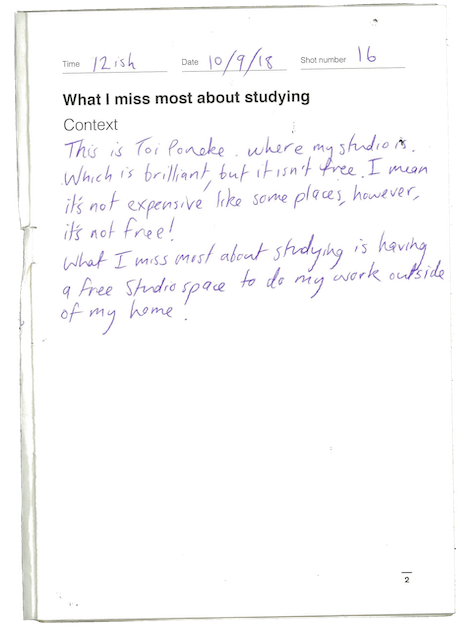 Time 12ish Date 10/9/18 Shot number 16
What I miss most about studying
Context
This is Toi Poneke. where my studio is.
Which is brilliant, but it isn't free. I mean
it's not expensive like some places, however,
it's not free!
What I miss most about studying is having
a free studio space to do my work outside
of my home.
2